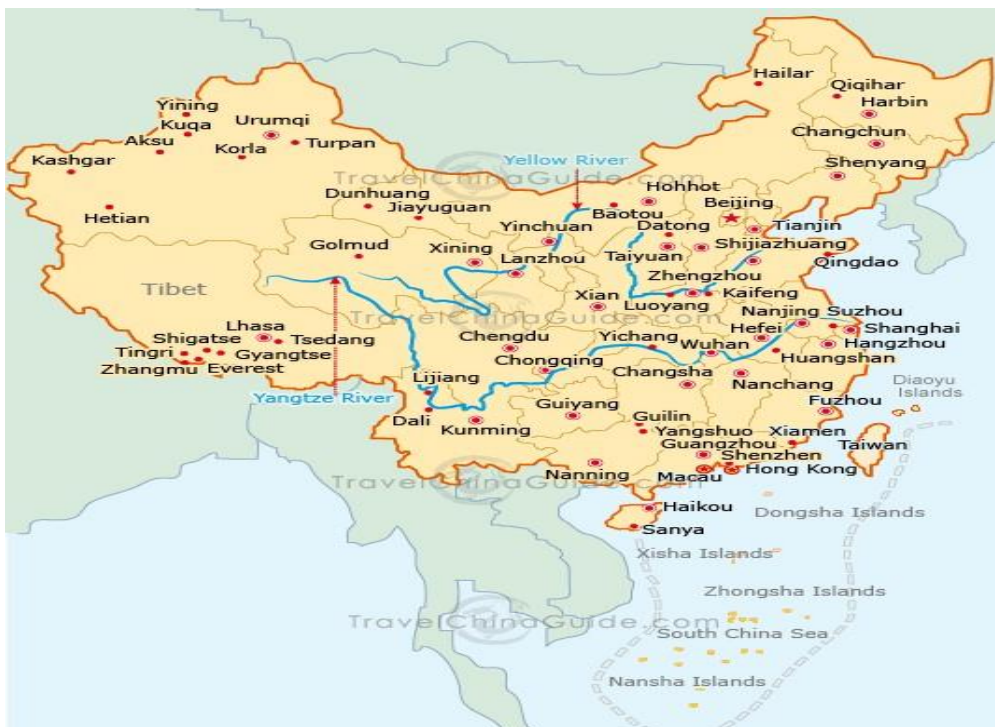 Hailar
Qiqihar
Harbin
Yining
Kuqa
Urumqi
Changchun
Aksu
Korla
Turpan
Kashgar
Yellow River
Shenyang
TravelChinaGuide.com
Dunhuang
Hohhot
Jiayuguan
Baotou
Beijing
Hetian
Yinchuan
Datong
Tianjin
Golmud
Xining
Taiyuan
Shijiazhuang
Lanzhou
Qingdao
Zhengzhou
Tibet
Xian
Luoyang
Kaifeng
Nanjing
Suzhou
TravelChinaGuide.com
Lhasa
Hefei
Shanghai
Shigatse
Tsedang
Chengdu
Yichang
Wuhan
Hangzhou
Tingri
Gyangtse
Chongqing
Huangshan
Zhangmu
Everest
Changsha
Lijiang
Nanchang
Diaoyu
Islands
Yangtze River
Guiyang
Fuzhou
Dali
Kunming
Guilin
Yangshuo
Xiamen
Guangzhou
Taiwan
Shenzhen
Nanning
Macau
Hong Kong
TravelChinaGuide.com
Haikou
Dongsha Islands
Sanya
Xisha Islands
Zhongsha Islands
TravelChinaGuide.com
South China Sea
Nansha Islands